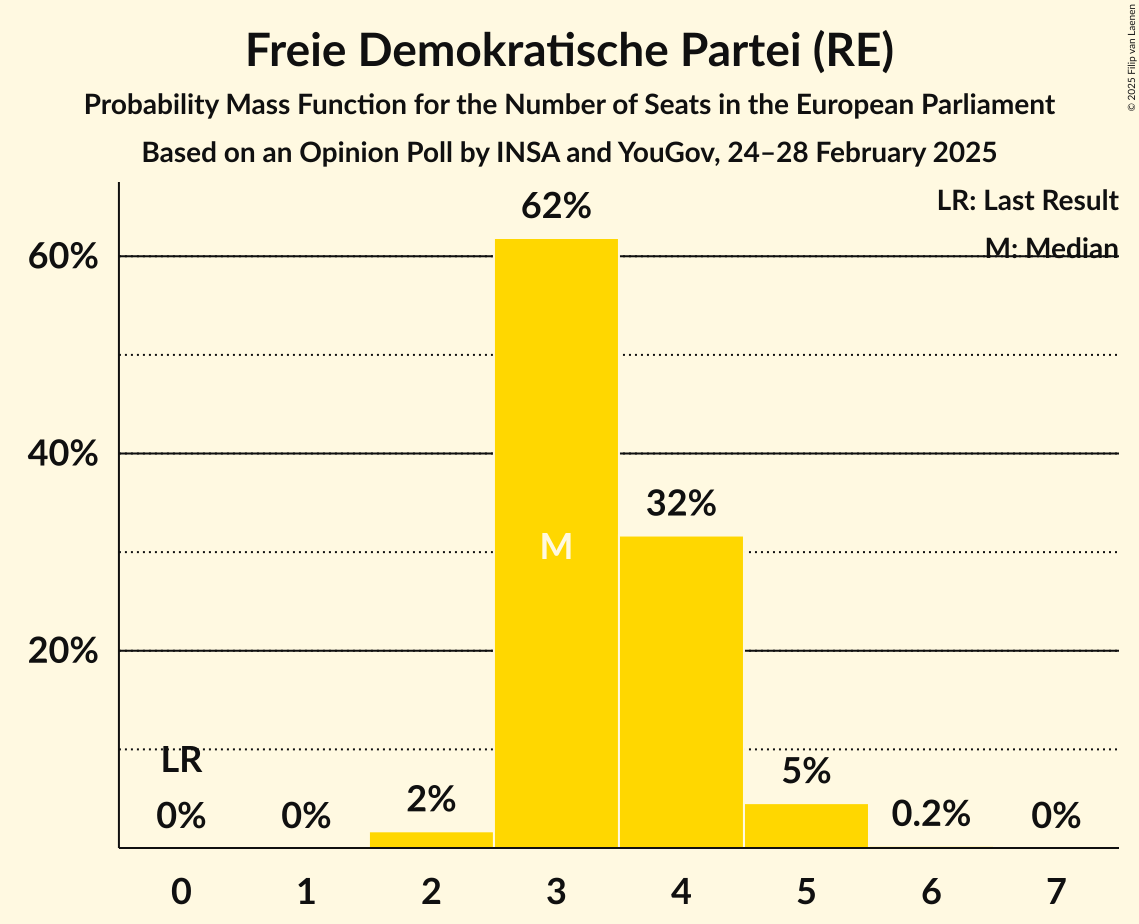 Freie Demokratische Partei (RE)
Probability Mass Function for the Number of Seats in the European Parliament
Based on an Opinion Poll by INSA and YouGov, 24–28 February 2025
© 2025 Filip van Laenen
LR: Last Result
M: Median
60%
40%
20%
62%
32%
M
LR
0%
0%
2%
5%
0.2%
0%
0 1 2 3 4 5 6 7